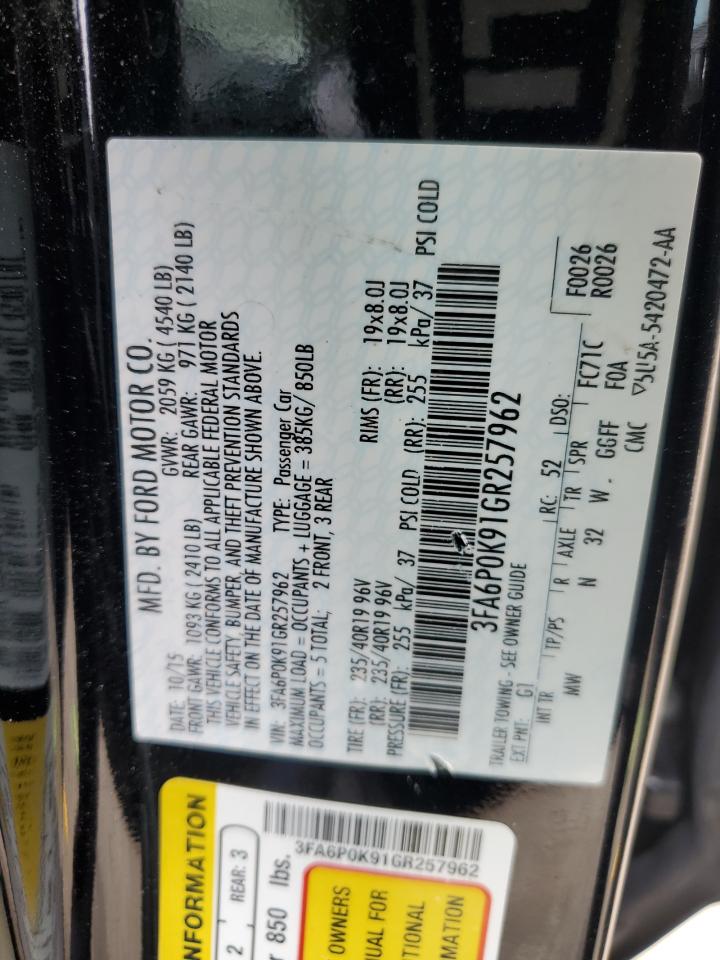 MFD. BY FORD MOTOR CO.
DATE: 10/15 GVWR: 2059 KG ( 4540 LB)
FRONT GAWR: 1093 KG ( 2410 LB) REAR GAWR: 971 KG ( 2140 LB)
THIS VEHICLE CONFORMS TO ALL APPLICABLE FEDERAL MOTOR
VEHICLE SAFETY, BUMPER, AND THEFT PREVENTION STANDARDS
IN EFFECT ON THE DATE OF MANUFACTURE SHOWN ABOVE.
VIN: 3FA6P0K91GR257962 TYPE: Passenger Car
MAXIMUM LOAD = OCCUPANTS + LUGGAGE = 385KG/ 850LB
OCCUPANTS = 5 TOTAL; 2 FRONT, 3 REAR
TIRE (FR): 235/40R19 96V RIMS (FR): 19x8.0J
(RR): 235/40R19 96V (RR): 19x8.0J
PRESSURE (FR): 255 kPa/ 37 PSI COLD (RR): 255 kPa/ 37 PSI COLD
3FA6P0K91GR257962
TRAILER TOWING - SEE OWNER GUIDE
EXT PNT: G1 RC: 52 DSO: F0026
INT TR TP/PS R AXLE TR SPR FC71C R0026
MW N 32 W . GGFF F0A
CMC ▽5U5A-5420472-AA
NFORMATION
2 REAR: 3
850 lbs.
3FA6P0K91GR257962
OWNERS
FOR
MATION